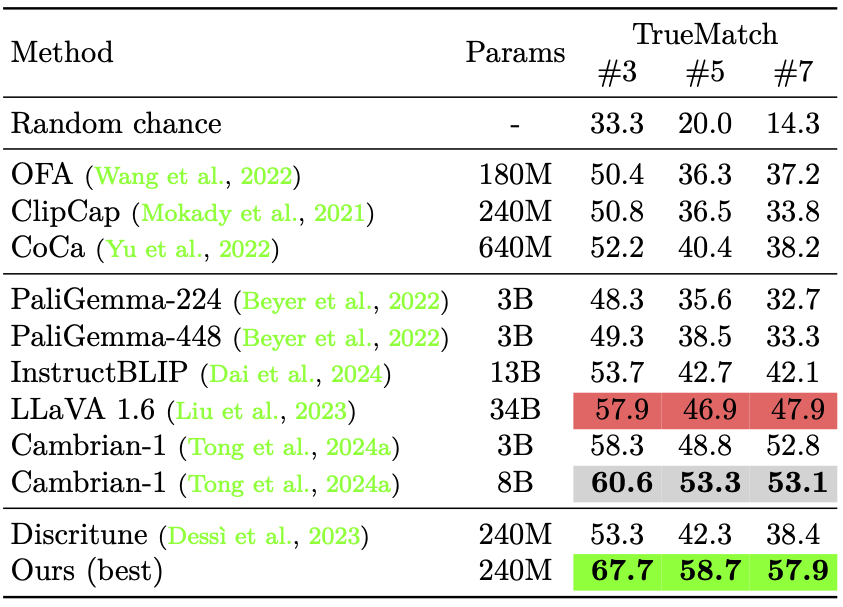 Method Params TrueMatch
#3 #5 #7
Random chance - 33.3 20.0 14.3
OFA (Wang et al., 2022) 180M 50.4 36.3 37.2
ClipCap (Mokady et al., 2021) 240M 50.8 36.5 33.8
CoCa (Yu et al., 2022) 640M 52.2 40.4 38.2
PaliGemma-224 (Beyer et al., 2022) 3B 48.3 35.6 32.7
PaliGemma-448 (Beyer et al., 2022) 3B 49.3 38.5 33.3
InstructBLIP (Dai et al., 2024) 13B 53.7 42.7 42.1
LLaVA 1.6 (Liu et al., 2023) 34B 57.9 46.9 47.9
Cambrian-1 (Tong et al., 2024a) 3B 58.3 48.8 52.8
Cambrian-1 (Tong et al., 2024a) 8B 60.6 53.3 53.1
Discritune (Dessì et al., 2023) 240M 53.3 42.3 38.4
Ours (best) 240M 67.7 58.7 57.9